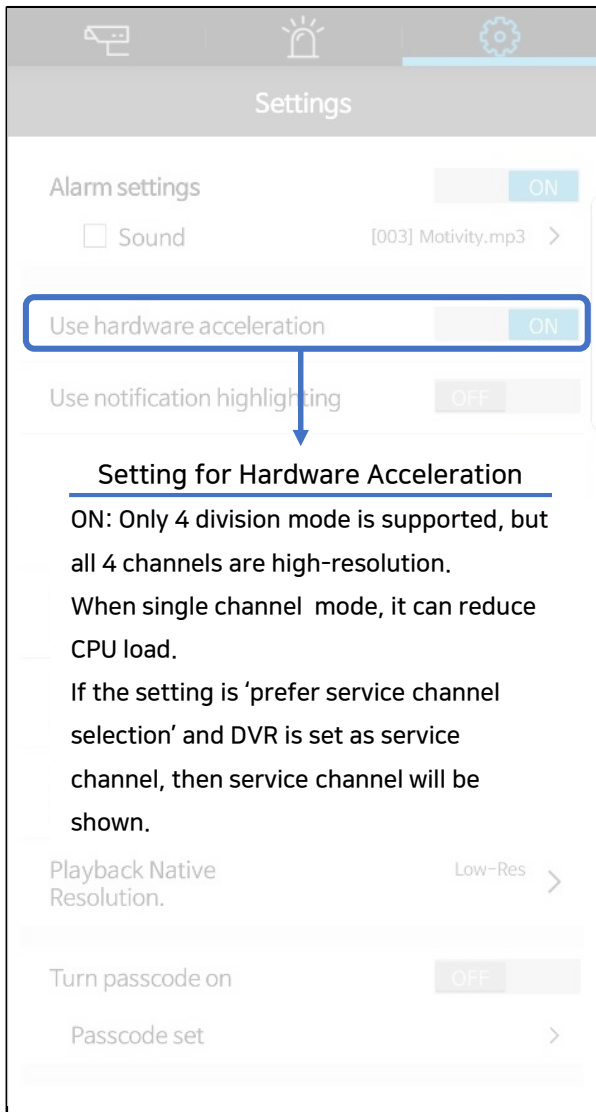 Settings
Alarm settings ON
Sound [003] Motivity.mp3 >
Use hardware acceleration ON
Use notification highlighting OFF
Setting for Hardware Acceleration
ON: Only 4 division mode is supported, but
all 4 channels are high-resolution.
When single channel mode, it can reduce
CPU load.
If the setting is ‘prefer service channel
selection’ and DVR is set as service
channel, then service channel will be
shown.
Playback Native Low-Res >
Resolution.
Turn passcode on OFF
Passcode set >